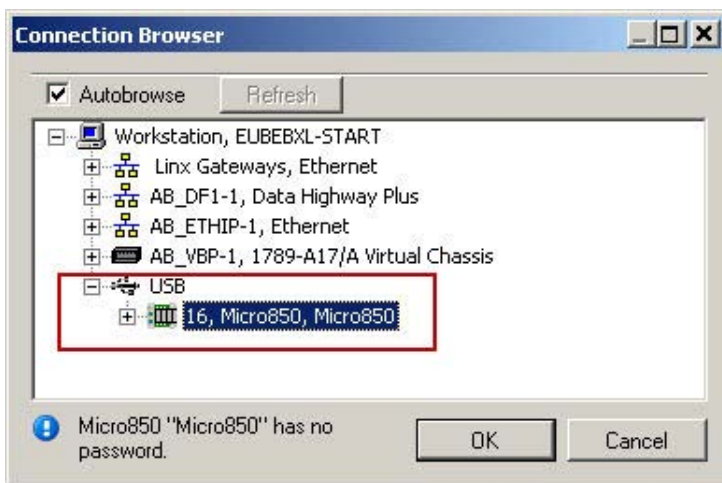 Connection Browser
Autobrowse
Refresh
Workstation, EUBEBXL-START
Linx Gateways, Ethernet
AB_DF1-1, Data Highway Plus
AB_ETHIP-1, Ethernet
AB_VBP-1, 1789-A17/A Virtual Chassis
USB
16, Micro850, Micro850
Micro850 "Micro850" has no
password.
OK
Cancel